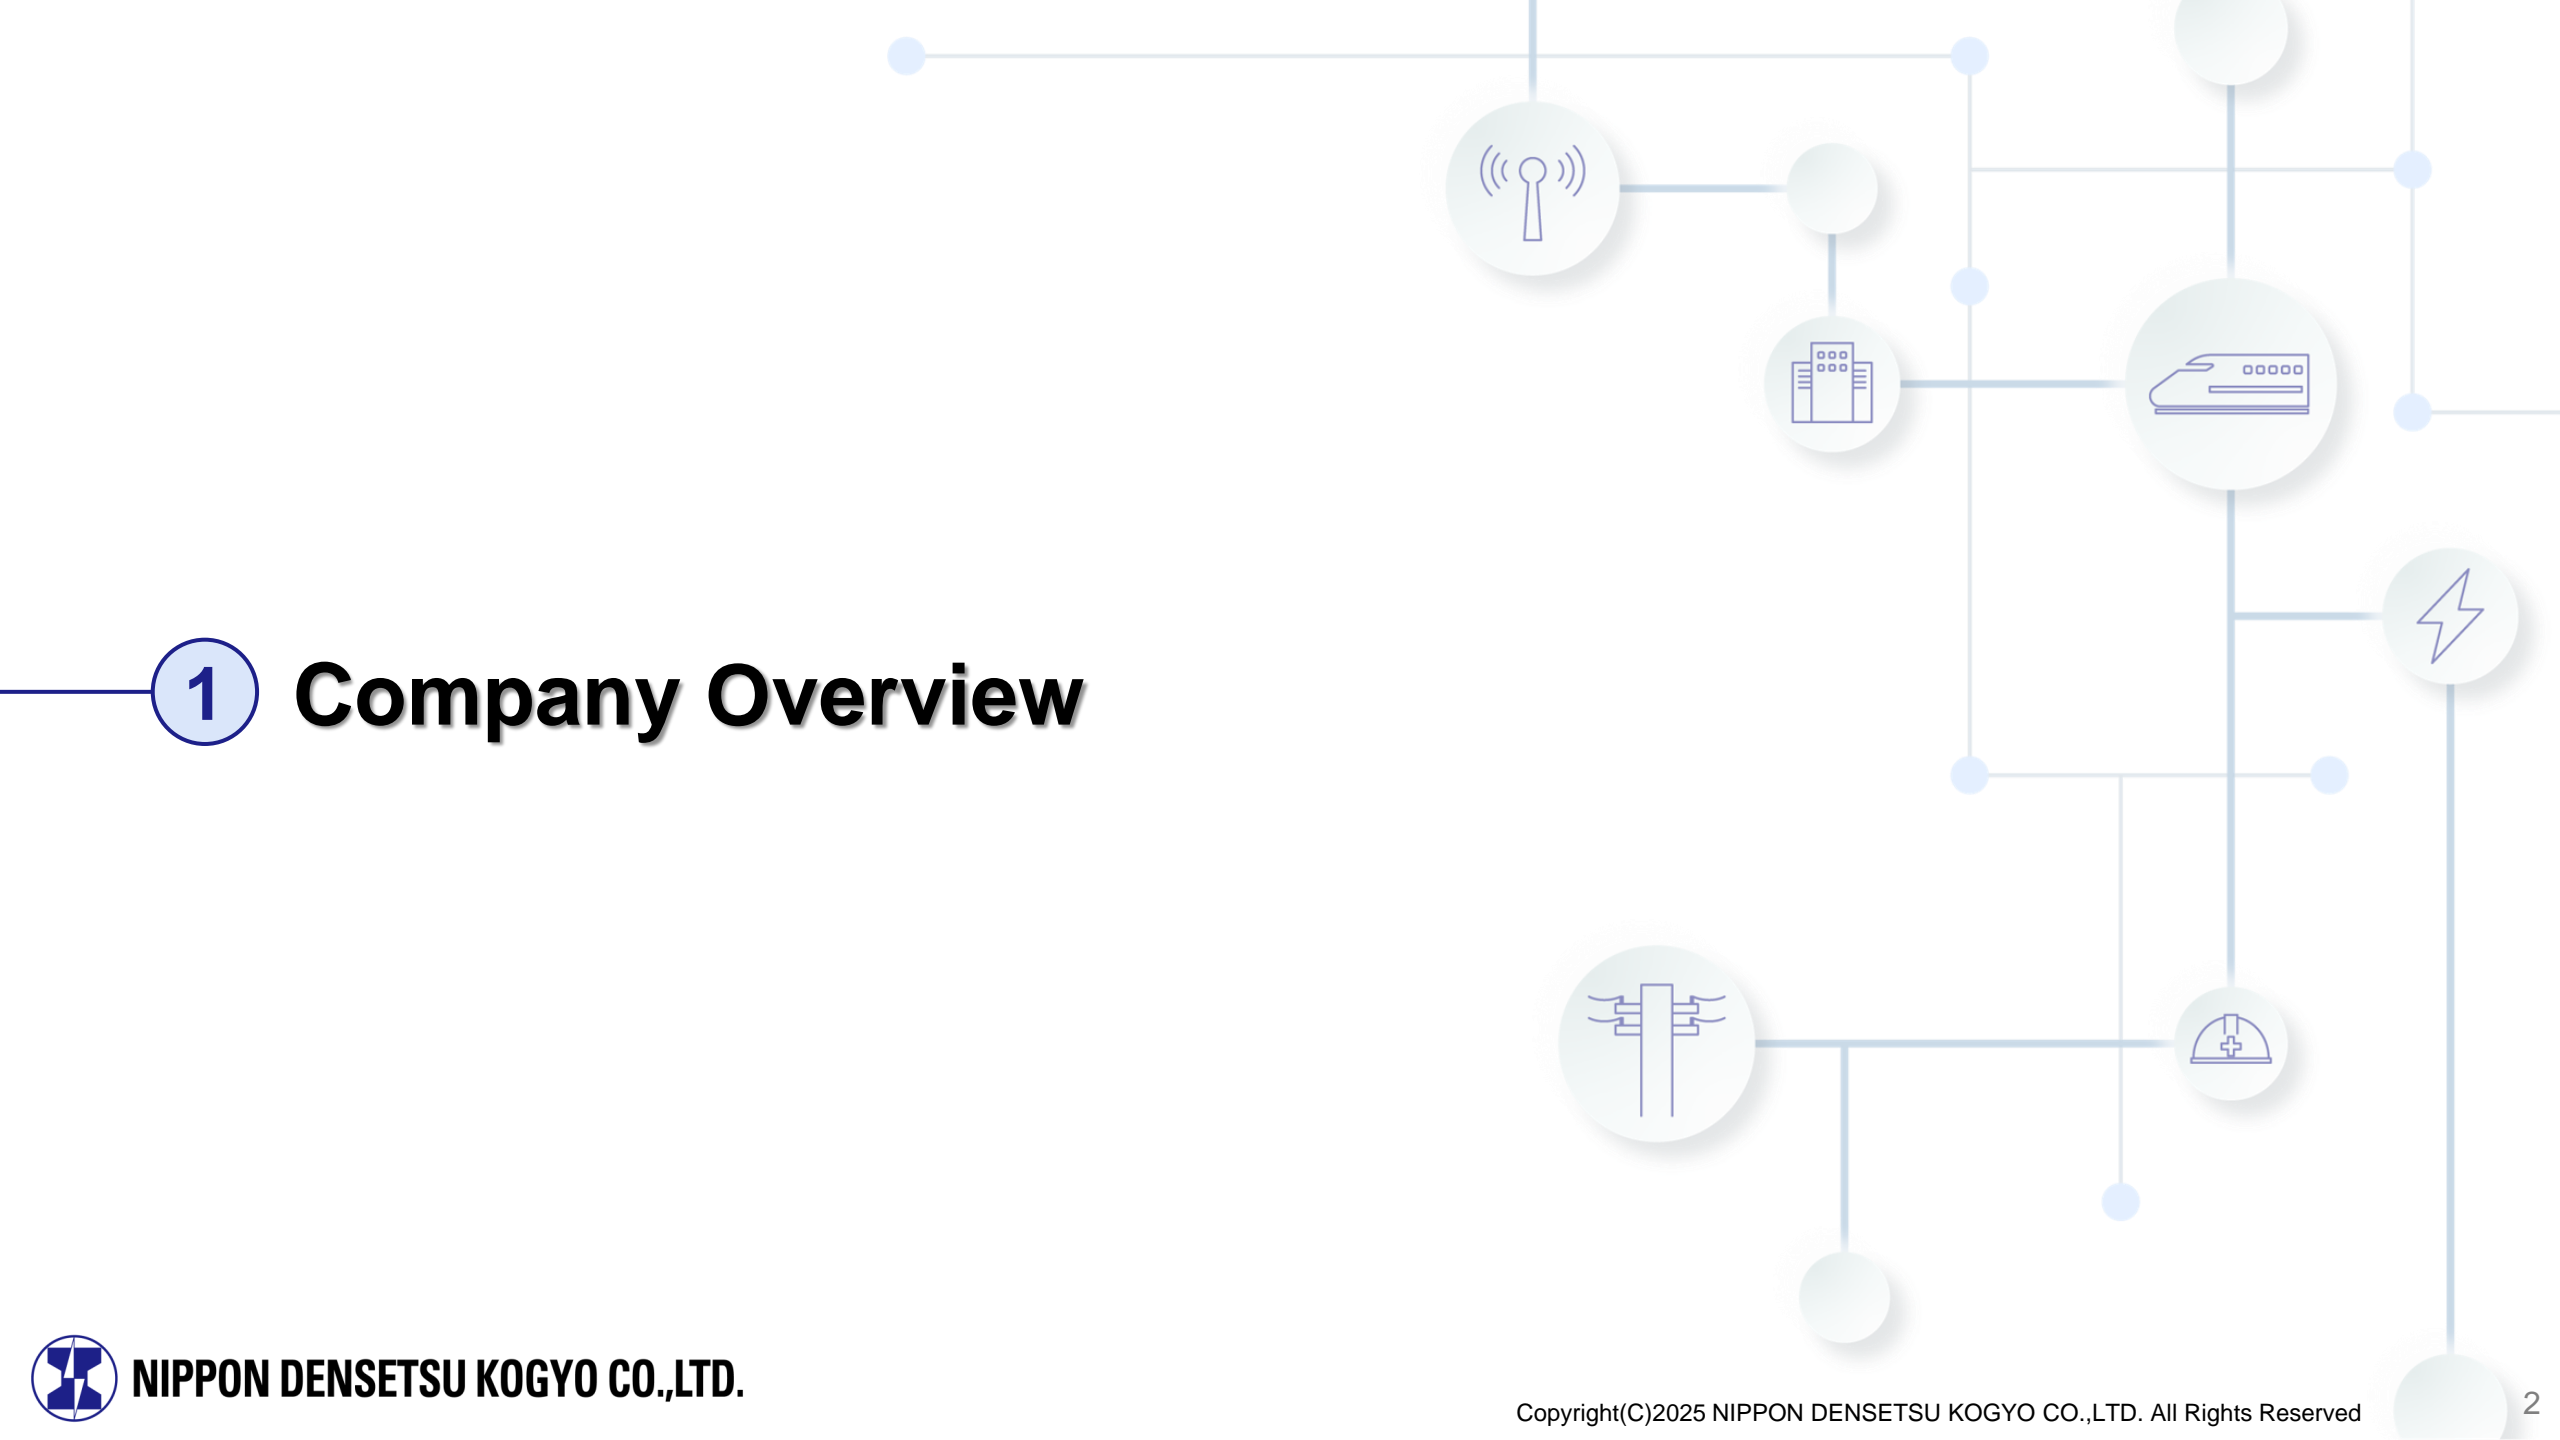 1 Company Overview
NIPPON DENSETSU KOGYO CO.,LTD.
Copyright(C)2025 NIPPON DENSETSU KOGYO CO.,LTD. All Rights Reserved
2